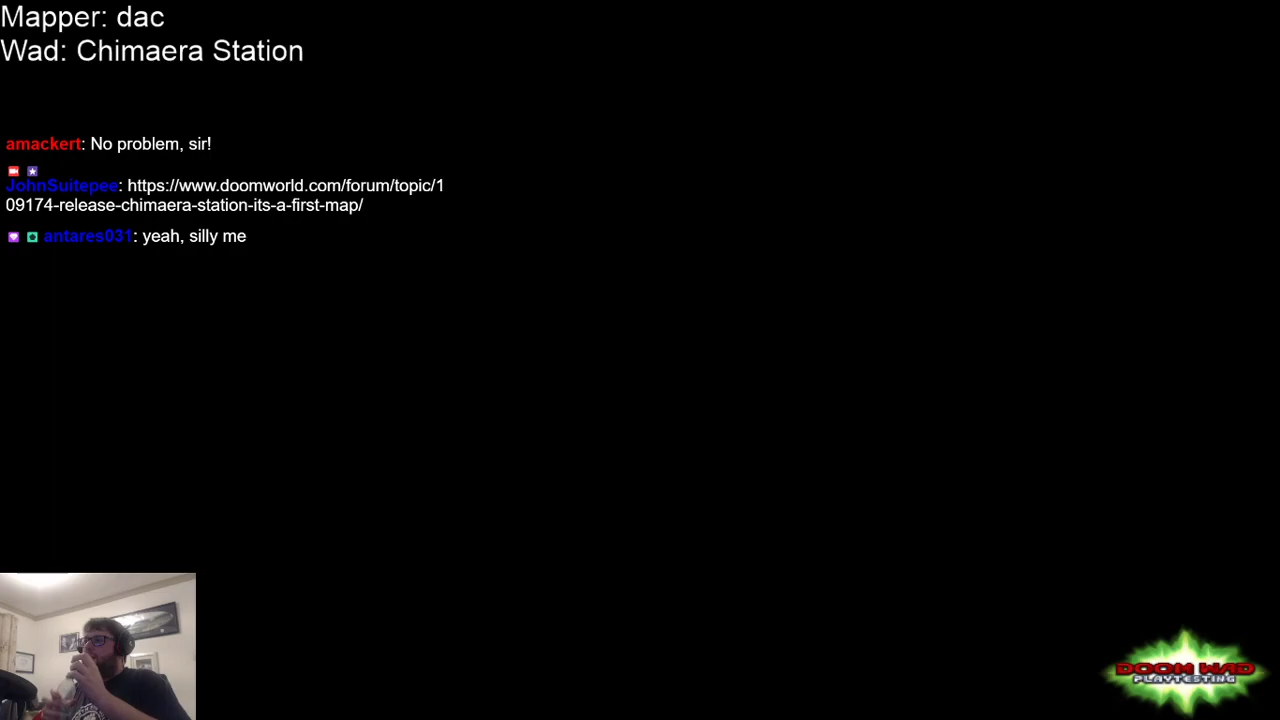 Mapper: dac
Wad: Chimaera Station
amackert: No problem, sir!
JohnSuitepee: https://www.doomworld.com/forum/topic/1
09174-release-chimaera-station-its-a-first-map/
antares031: yeah, silly me
DOOM WAD
PLAYTESTING